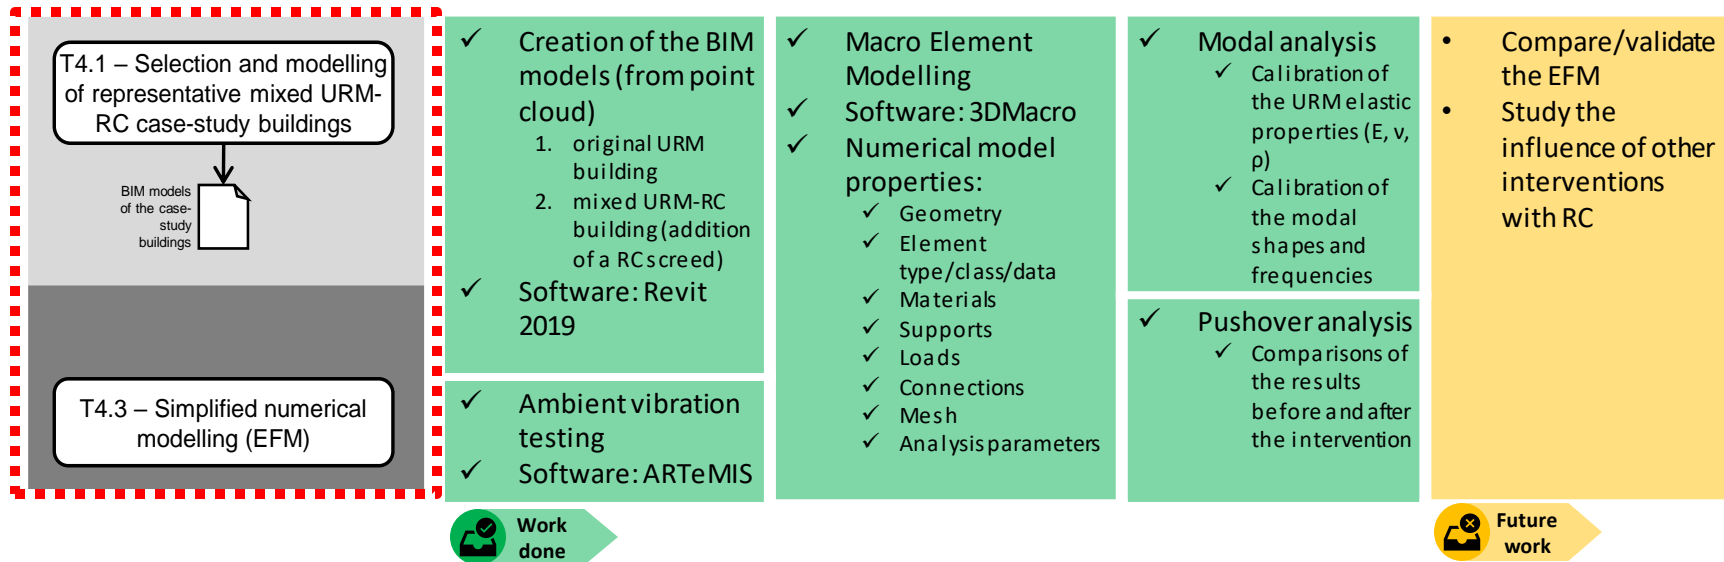 T4.1 – Selection and modelling
of representative mixed URM-
RC case-study buildings
BIM models
of the case-
study
buildings
T4.3 – Simplified numerical
modelling (EFM)
✓ Creation of the BIM
models (from point
cloud)
1. original URM
building
2. mixed URM-RC
building (addition
of a RC screed)
✓ Software: Revit
2019
✓ Ambient vibration
testing
✓ Software: ARTeMIS
✓ Macro Element
Modelling
✓ Software: 3DMacro
✓ Numerical model
properties:
✓ Geometry
✓ Element
type/class/data
✓ Materials
✓ Supports
✓ Loads
✓ Connections
✓ Mesh
✓ Analysis parameters
✓ Modal analysis
✓ Calibration of
the URM elastic
properties (E, ν,
ρ)
✓ Calibration of
the modal
shapes and
frequencies
✓ Pushover analysis
✓ Comparisons of
the results
before and after
the intervention
• Compare/validate
the EFM
• Study the
influence of other
interventions
with RC
Work
done
Future
work